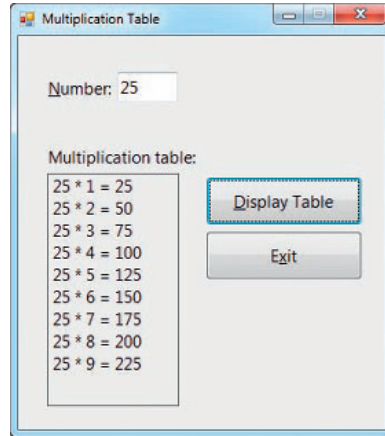 Multiplication Table
Number: 25
Multiplication table:
25 * 1 = 25
25 * 2 = 50
25 * 3 = 75
25 * 4 = 100
25 * 5 = 125
25 * 6 = 150
25 * 7 = 175
25 * 8 = 200
25 * 9 = 225
Display Table
Exit